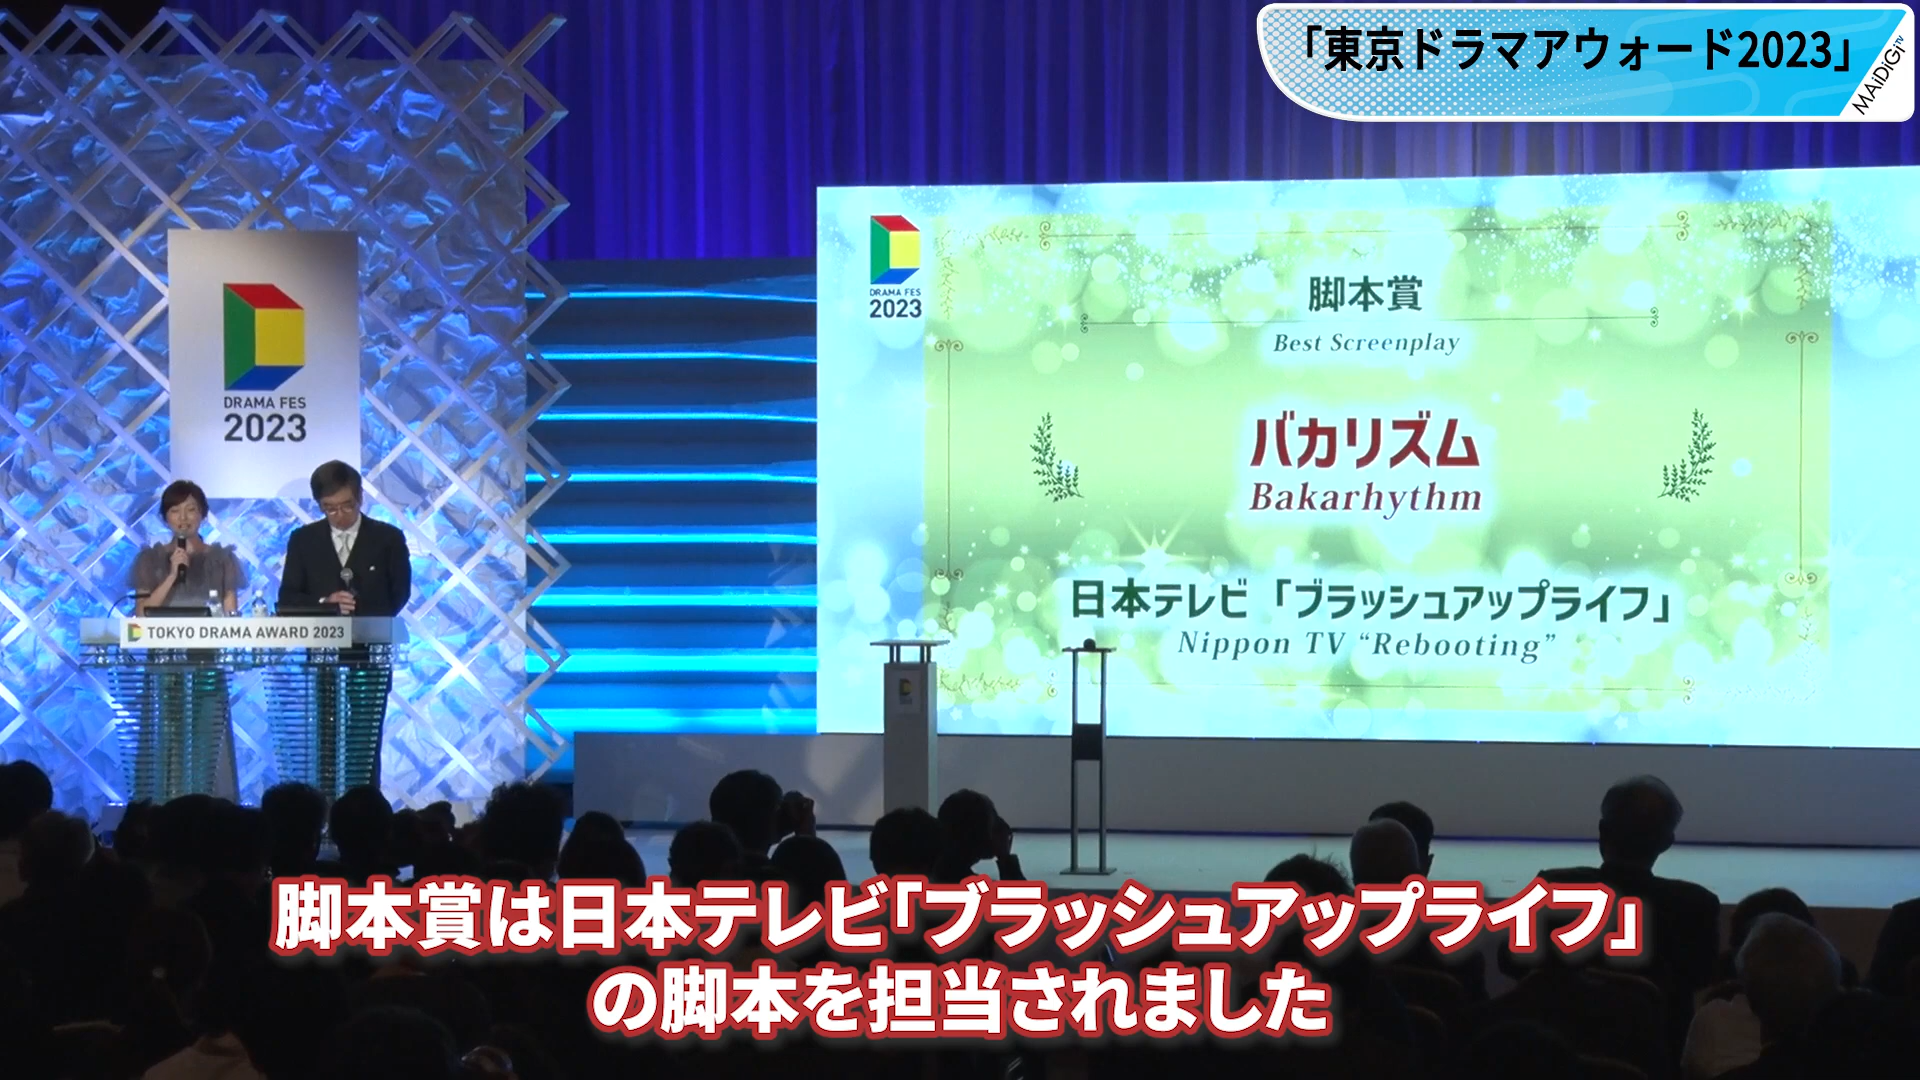 「東京ドラマアウォード2023」
MAiDiGiTV
DRAMA FES
2023
脚本賞
Best Screenplay
バカリズム
Bakarhythm
日本テレビ「ブラッシュアップライフ」
Nippon TV “Rebooting”
DRAMA FES
2023
TOKYO DRAMA AWARD 2023
脚本賞は日本テレビ「ブラッシュアップライフ」
の脚本を担当されました